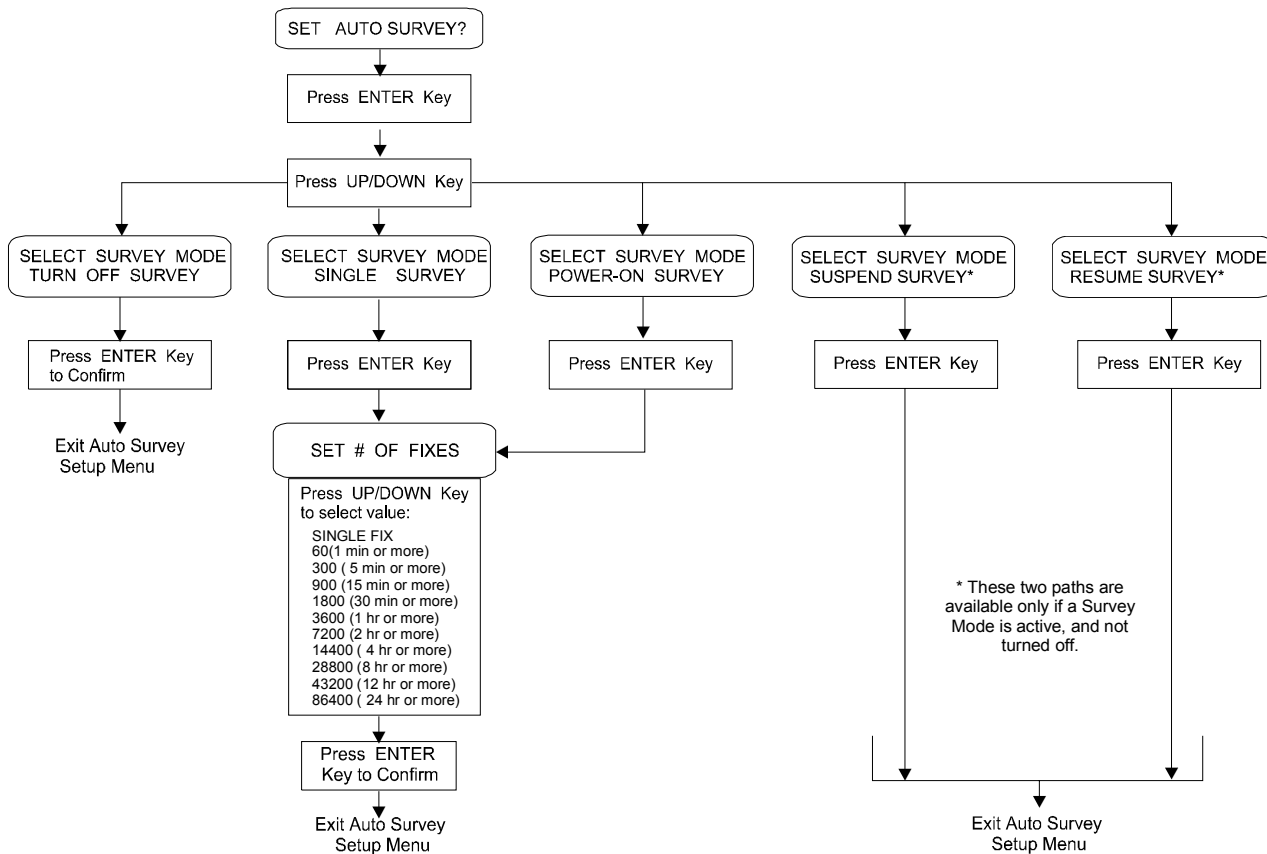 SET AUTO SURVEY?
Press ENTER Key
Press UP/DOWN Key
SELECT SURVEY MODE
TURN OFF SURVEY
SELECT SURVEY MODE
SINGLE SURVEY
SELECT SURVEY MODE
POWER-ON SURVEY
SELECT SURVEY MODE
SUSPEND SURVEY*
SELECT SURVEY MODE
RESUME SURVEY*
Press ENTER Key
to Confirm
Press ENTER Key
Press ENTER Key
Press ENTER Key
Press ENTER Key
Exit Auto Survey
Setup Menu
SET # OF FIXES
Press UP/DOWN Key
to select value:
SINGLE FIX
60(1 min or more)
300 ( 5 min or more)
900 (15 min or more)
1800 (30 min or more)
3600 (1 hr or more)
7200 (2 hr or more)
14400 ( 4 hr or more)
28800 (8 hr or more)
43200 (12 hr or more)
86400 ( 24 hr or more)
* These two paths are
available only if a Survey
Mode is active, and not
turned off.
Press ENTER
Key to Confirm
Exit Auto Survey
Setup Menu
Exit Auto Survey
Setup Menu